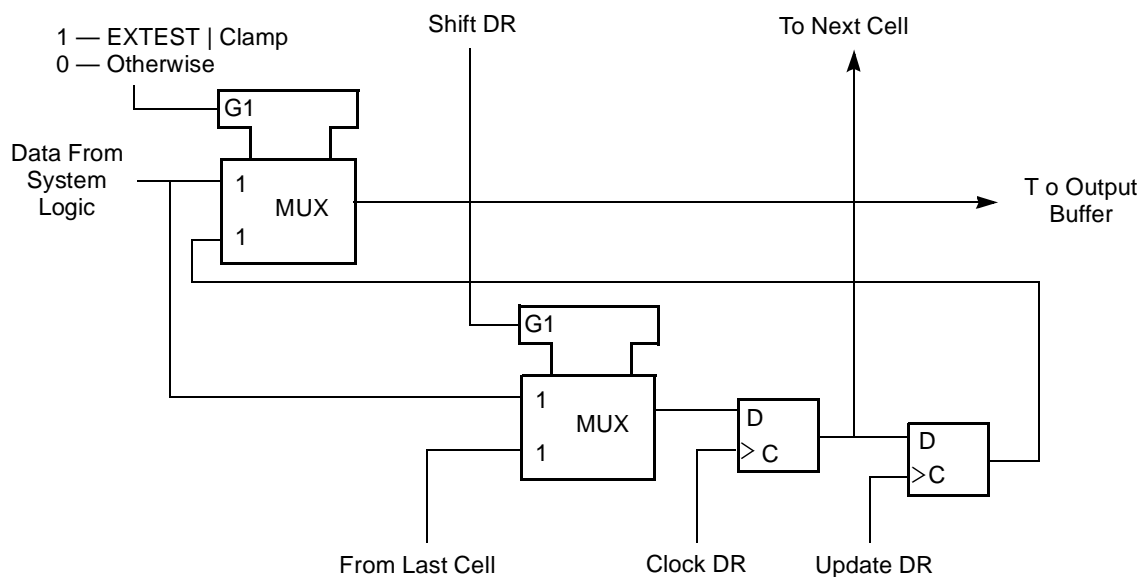 1 — EXTEST | Clamp
0 — Otherwise
Shift DR
To Next Cell
G1
Data From
System
Logic
1
MUX
1
T o Output
Buffer
G1
1
MUX
1
D
C
D
C
From Last Cell
Clock DR
Update DR